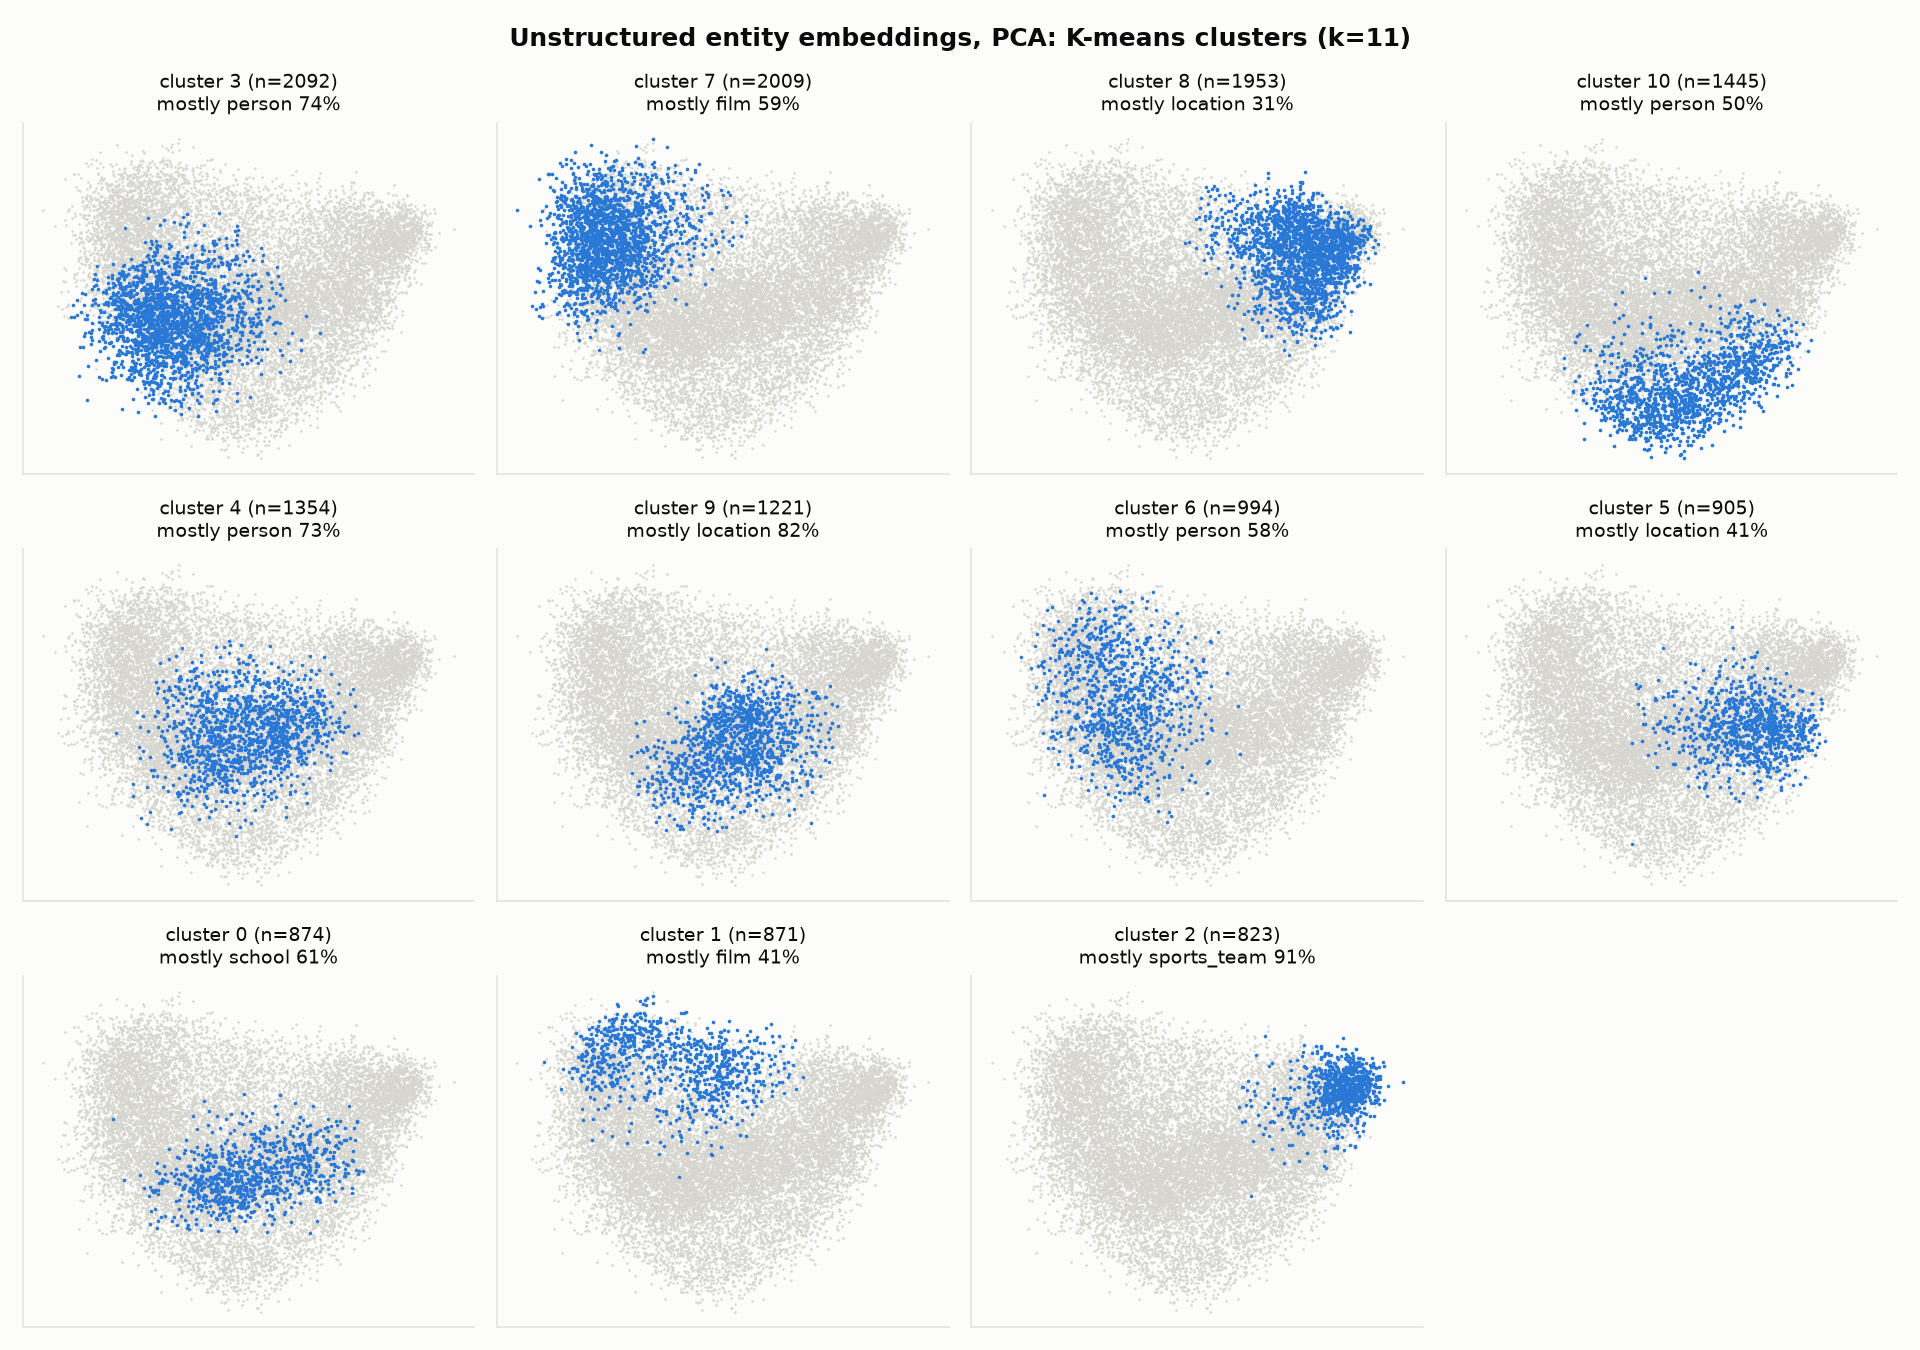 Unstructured entity embeddings, PCA: K-means clusters (k=11)
cluster 3 (n=2092)
mostly person 74%
cluster 7 (n=2009)
mostly film 59%
cluster 8 (n=1953)
mostly location 31%
cluster 10 (n=1445)
mostly person 50%
cluster 4 (n=1354)
mostly person 73%
cluster 9 (n=1221)
mostly location 82%
cluster 6 (n=994)
mostly person 58%
cluster 5 (n=905)
mostly location 41%
cluster 0 (n=874)
mostly school 61%
cluster 1 (n=871)
mostly film 41%
cluster 2 (n=823)
mostly sports_team 91%